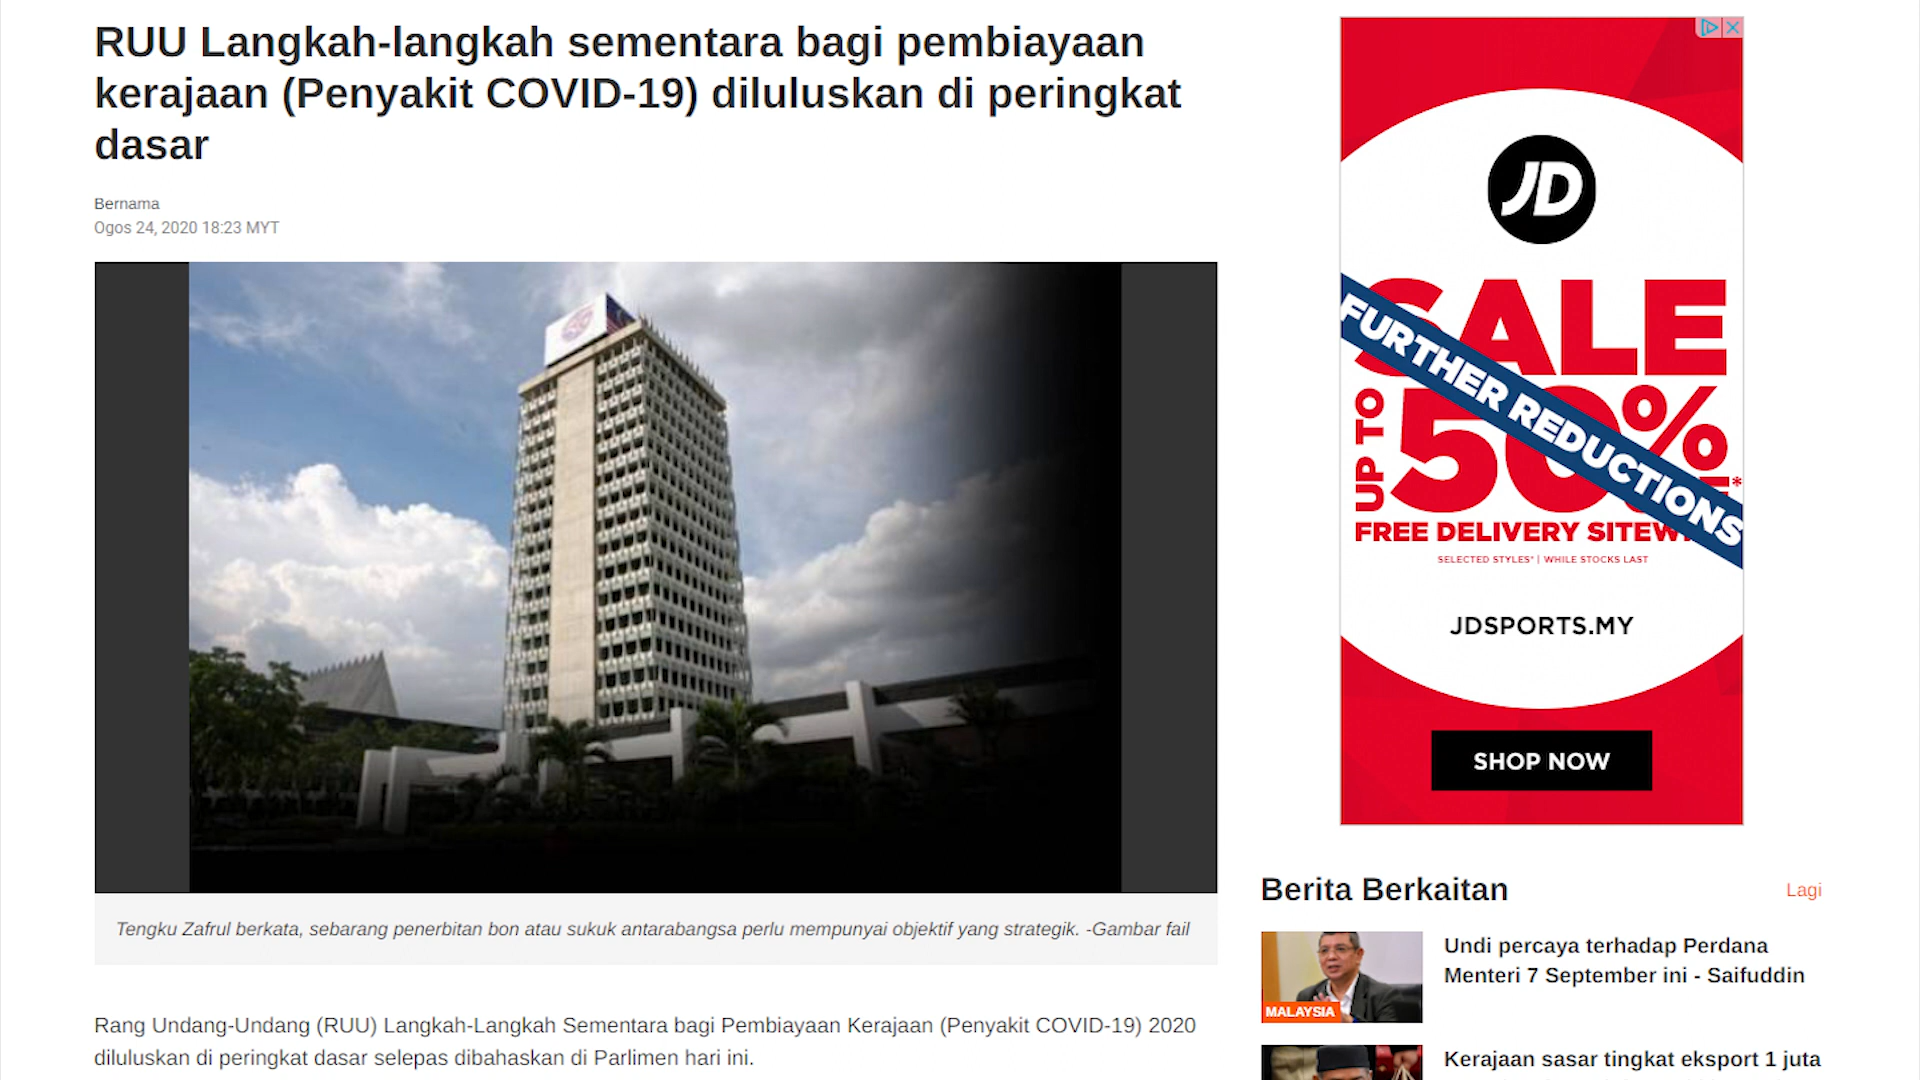 RUU Langkah-langkah sementara bagi pembiayaan
kerajaan (Penyakit COVID-19) diluluskan di peringkat
dasar
Bernama
Ogos 24, 2020 18:23 MYT
Tengku Zafrul berkata, sebarang penerbitan bon atau sukuk antarabangsa perlu mempunyai objektif yang strategik. -Gambar fail
Rang Undang-Undang (RUU) Langkah-Langkah Sementara bagi Pembiayaan Kerajaan (Penyakit COVID-19) 2020
diluluskan di peringkat dasar selepas dibahaskan di Parlimen hari ini.
JD
SALE
FURTHER REDUCTIONS
UP TO
50%
FREE DELIVERY
SELECTED STYLES* | WHILE STOCKS LAST
JDSPORTS.MY
SHOP NOW
Berita Berkaitan
Lagi
MALAYSIA
Undi percaya terhadap Perdana
Menteri 7 September ini - Saifuddin
Kerajaan sasar tingkat eksport 1 juta